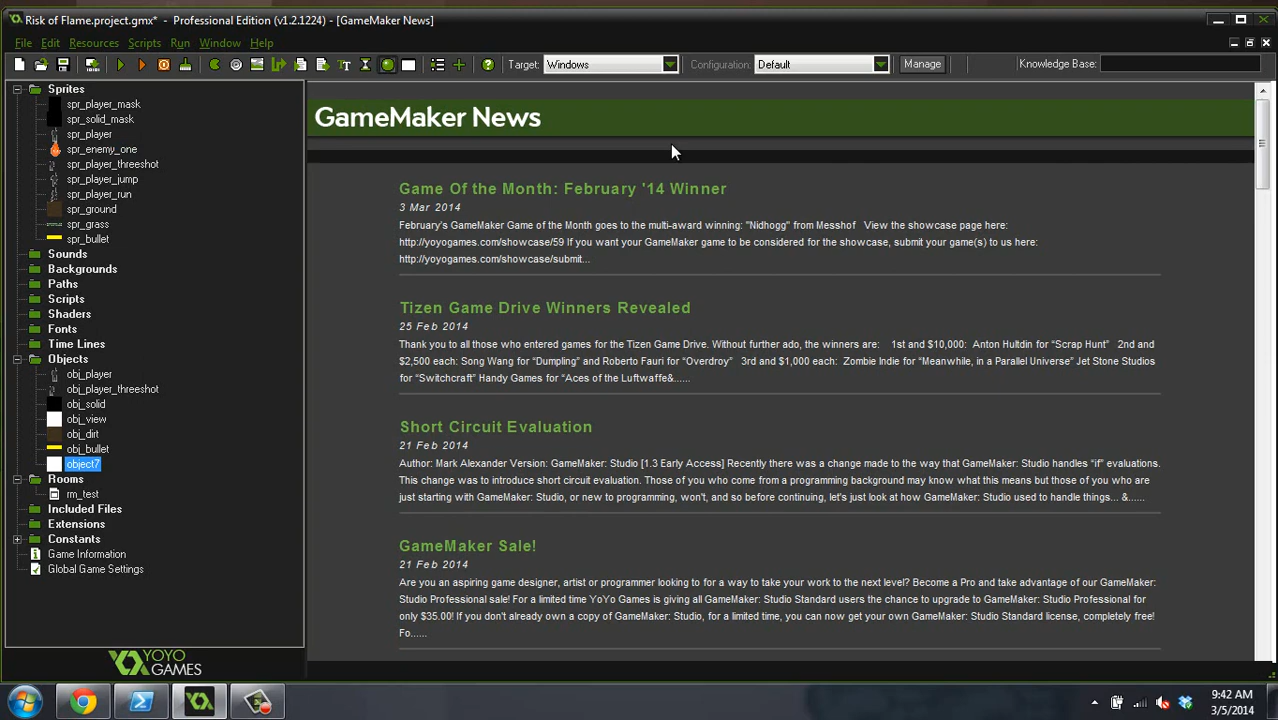 Risk of Flame.project.gmx* - Professional Edition (v1.2.1224) - [GameMaker News]
File Edit Resources Scripts Run Window Help
Target: Windows Configuration: Default Manage Knowledge Base:
Sprites
spr_player_mask
spr_solid_mask
spr_player
spr_enemy_one
spr_player_threeshot
spr_player_jump
spr_player_run
spr_ground
spr_grass
spr_bullet
Sounds
Backgrounds
Paths
Scripts
Shaders
Fonts
Time Lines
Objects
obj_player
obj_player_threeshot
obj_solid
obj_view
obj_dirt
obj_bullet
object7
Rooms
rm_test
Included Files
Extensions
Constants
Game Information
Global Game Settings
YOYO
GAMES
GameMaker News
Game Of the Month: February '14 Winner
3 Mar 2014
February's GameMaker Game of the Month goes to the multi-award winning: "Nidhogg" from Messhof View the showcase page here:
http://yoyogames.com/showcase/59 If you want your GameMaker game to be considered for the showcase, submit your game(s) to us here:
http://yoyogames.com/showcase/submit...
Tizen Game Drive Winners Revealed
25 Feb 2014
Thank you to all those who entered games for the Tizen Game Drive. Without further ado, the winners are: 1st and $10,000: Anton Hultdin for “Scrap Hunt” 2nd and
$2,500 each: Song Wang for “Dumpling” and Roberto Fauri for “Overdroy” 3rd and $1,000 each: Zombie Indie for “Meanwhile, in a Parallel Universe” Jet Stone Studios
for “Switchcraft” Handy Games for “Aces of the Luftwaffe&......
Short Circuit Evaluation
21 Feb 2014
Author: Mark Alexander Version: GameMaker: Studio [1.3 Early Access] Recently there was a change made to the way that GameMaker: Studio handles “if” evaluations.
This change was to introduce short circuit evaluation. Those of you who come from a programming background may know what this means but those of you who are
just starting with GameMaker: Studio, or new to programming, won't, and so before continuing, let's just look at how GameMaker: Studio used to handle things... &......
GameMaker Sale!
21 Feb 2014
Are you an aspiring game designer, artist or programmer looking to for a way to take your work to the next level? Become a Pro and take advantage of our GameMaker:
Studio Professional sale! For a limited time YoYo Games is giving all GameMaker: Studio Standard users the chance to upgrade to GameMaker: Studio Professional for
only $35.00! If you don't already own a copy of GameMaker: Studio, for a limited time, you can now get your own GameMaker: Studio Standard license, completely free!
Fo......
9:42 AM
3/5/2014